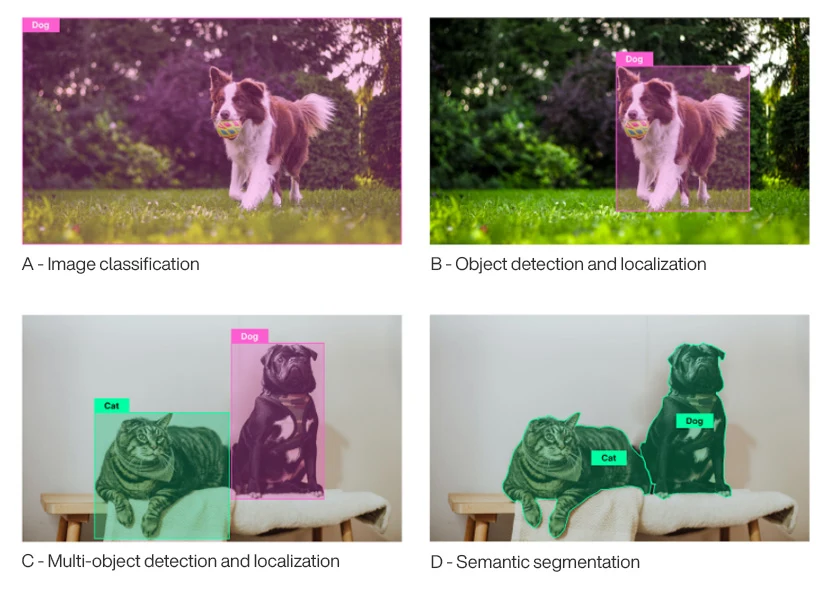 Dog
Dog
A - Image classification
B - Object detection and localization
Dog
Cat
Dog
Cat
C - Multi-object detection and localization
D - Semantic segmentation